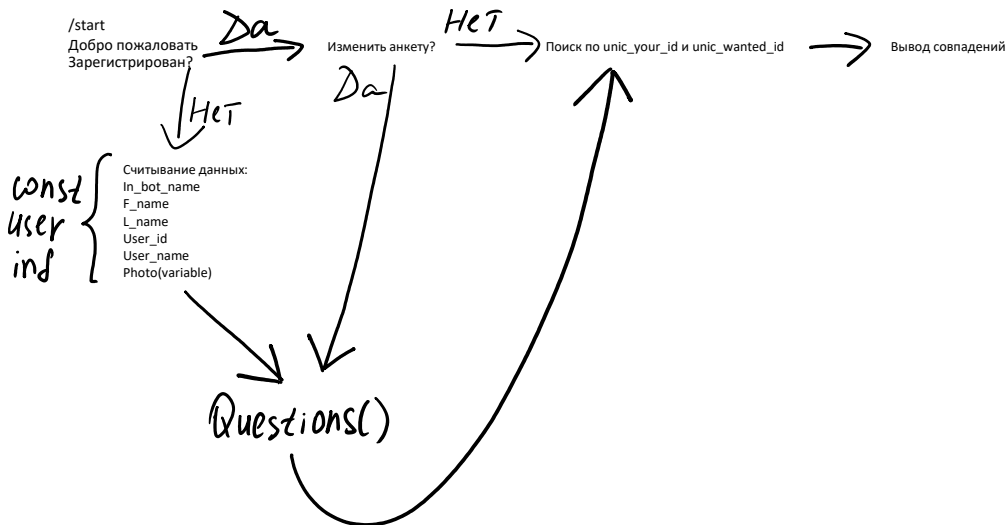 /start
Добро пожаловать
Зарегистрирован?
Да
Изменить анкету?
Нет
Поиск по unic_your_id и unic_wanted_id
Вывод совпадений
Да
Нет
const
user
inf
Считывание данных:
In_bot_name
F_name
L_name
User_id
User_name
Photo(variable)
Questions()